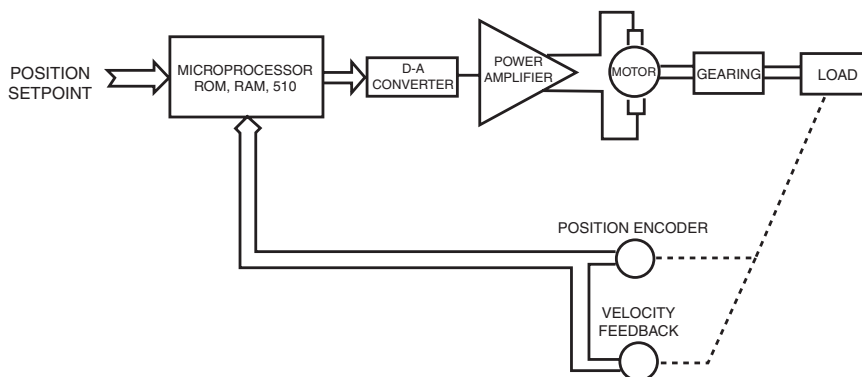 POSITION
SETPOINT
MICROPROCESSOR
ROM, RAM, 510
D-A
CONVERTER
POWER
AMPLIFIER
MOTOR
GEARING
LOAD
POSITION ENCODER
VELOCITY
FEEDBACK